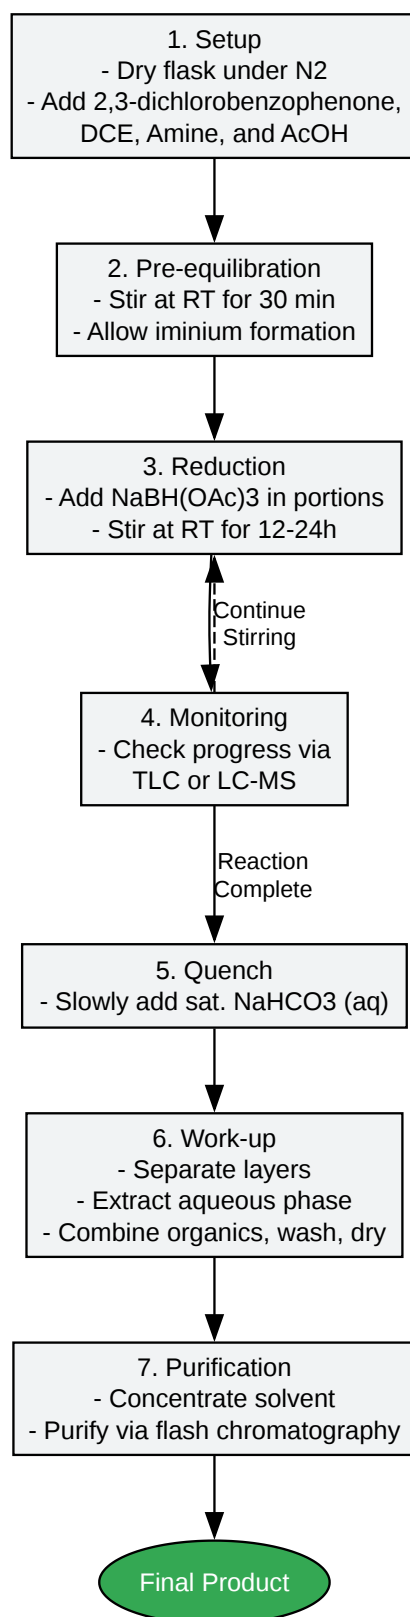 1. Setup
- Dry flask under N2
- Add 2,3-dichlorobenzophenone,
DCE, Amine, and AcOH
2. Pre-equilibration
- Stir at RT for 30 min
- Allow iminium formation
3. Reduction
- Add NaBH(OAc)3 in portions
- Stir at RT for 12-24h
Continue
Stirring
4. Monitoring
- Check progress via
TLC or LC-MS
Reaction
Complete
5. Quench
- Slowly add sat. NaHCO3 (aq)
6. Work-up
- Separate layers
- Extract aqueous phase
- Combine organics, wash, dry
7. Purification
- Concentrate solvent
- Purify via flash chromatography
Final Product